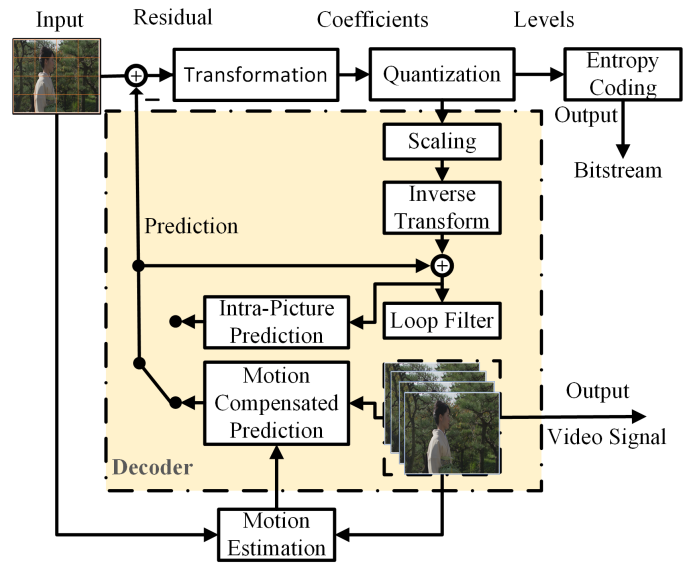 Input
Residual
Coefficients
Levels
Transformation
Quantization
Entropy
Coding
Output
Bitstream
Scaling
Inverse
Transform
Prediction
Intra-Picture
Prediction
Loop Filter
Motion
Compensated
Prediction
Output
Video Signal
Decoder
Motion
Estimation